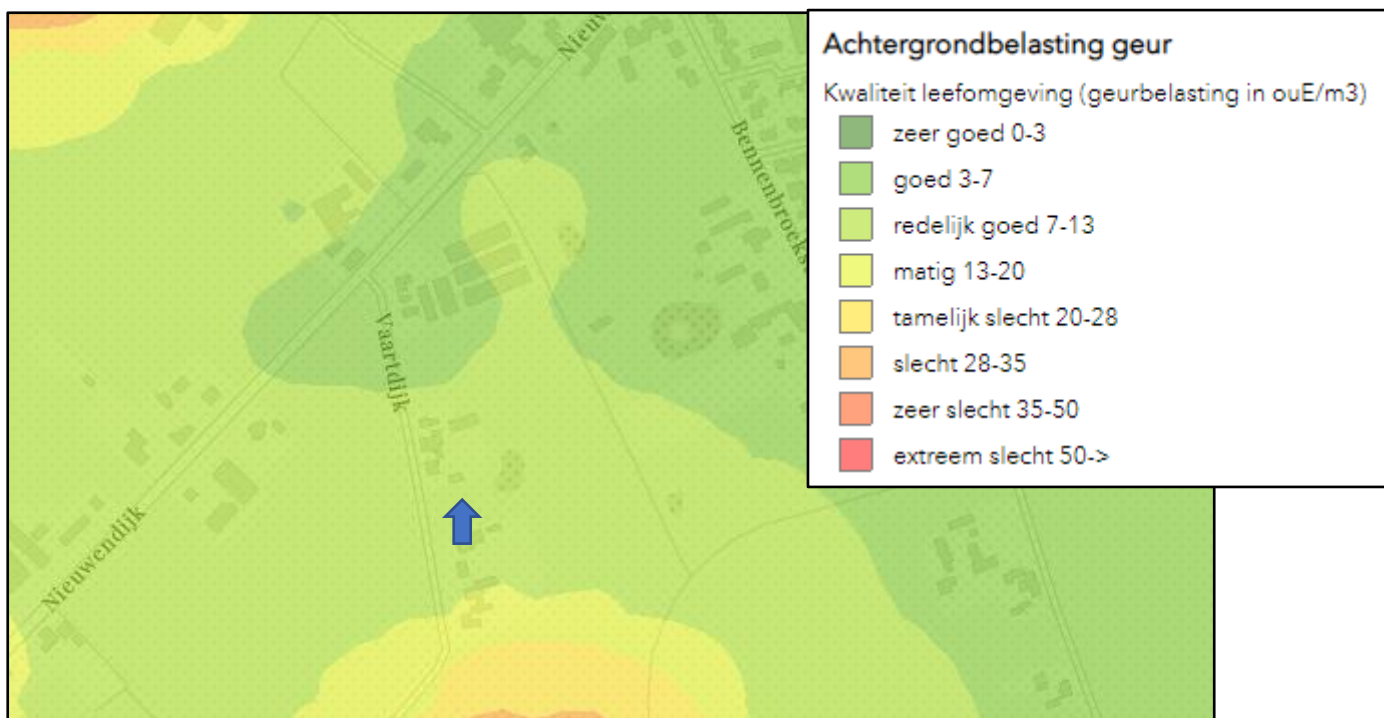 Achtergrondbelasting geur
Kwaliteit leefomgeving (geurbelasting in ouE/m3)
zeer goed 0-3
goed 3-7
redelijk goed 7-13
matig 13-20
tamelijk slecht 20-28
slecht 28-35
zeer slecht 35-50
extreem slecht 50->
Nieuw
Bennenbroekst
Vaartdijk
Nieuwendijk